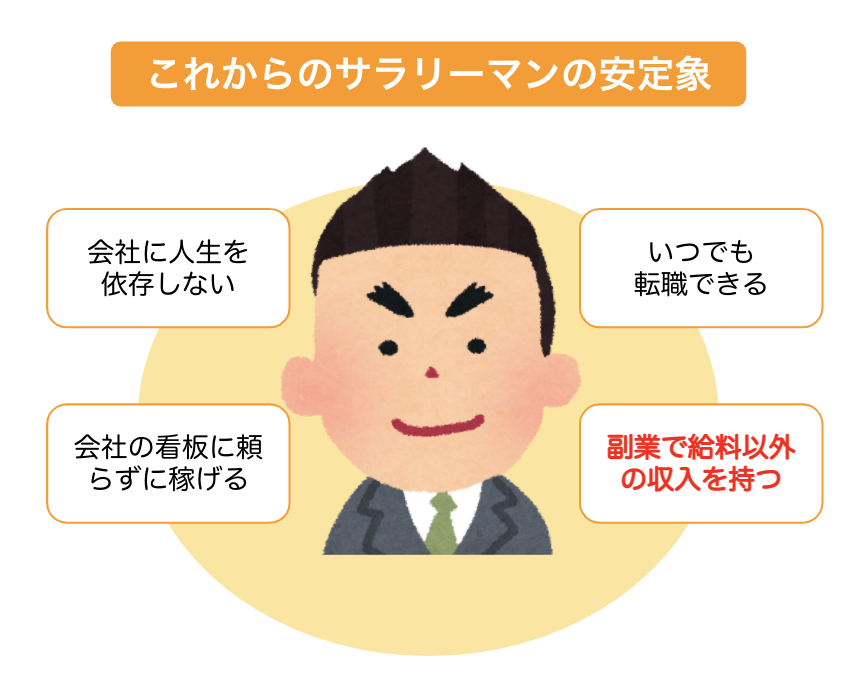 これからのサラリーマンの安定象
会社に人生を
依存しない
いつでも
転職できる
会社の看板に頼
らずに稼げる
副業で給料以外
の収入を持つ